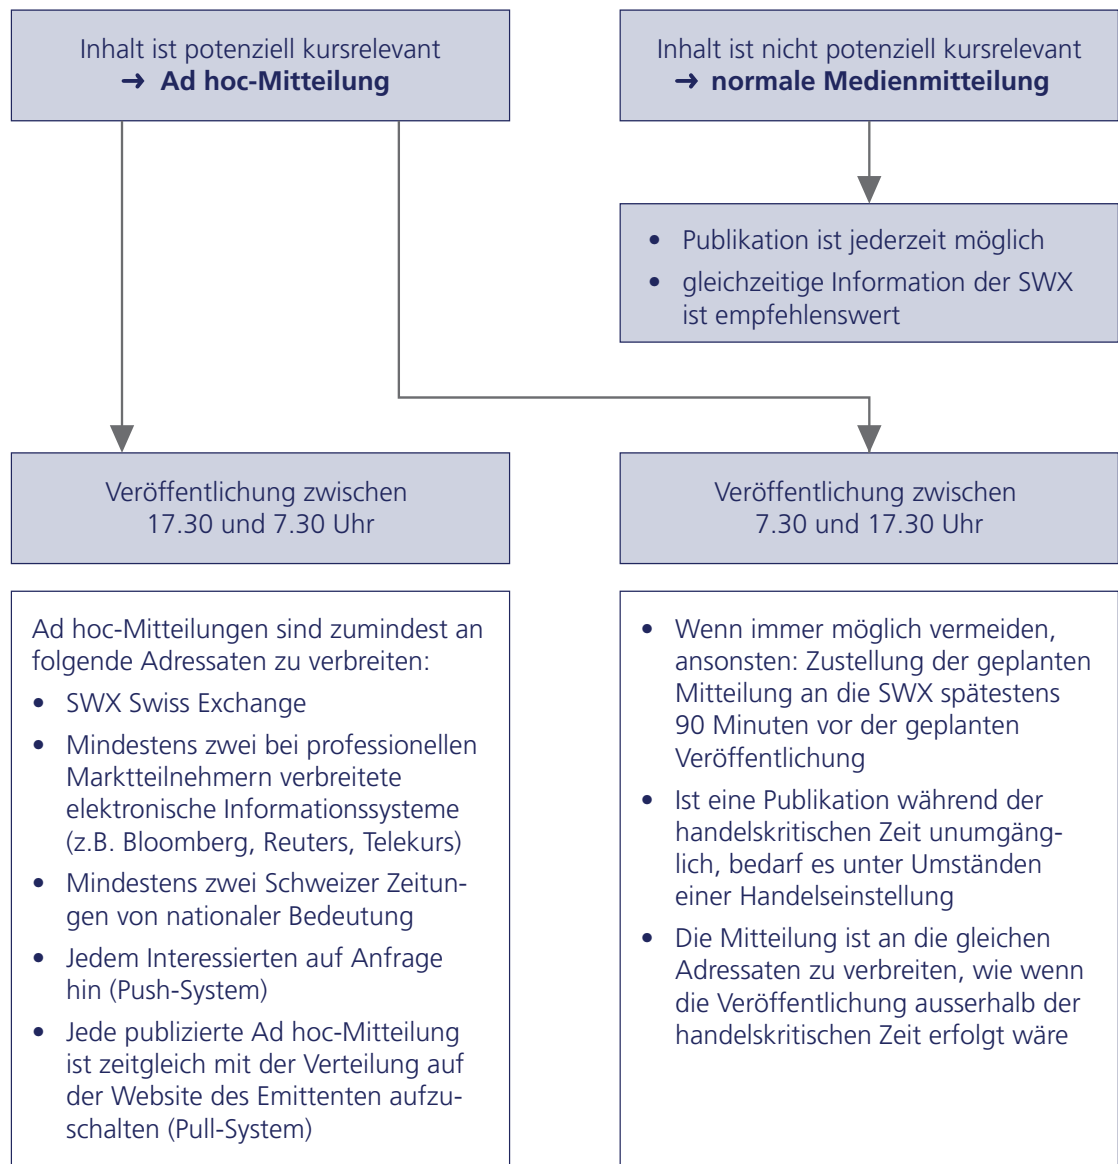 Inhalt ist potenziell kursrelevant
➜ Ad hoc-Mitteilung
Inhalt ist nicht potenziell kursrelevant
➜ normale Medienmitteilung
• Publikation ist jederzeit möglich
• gleichzeitige Information der SWX
ist empfehlenswert
Veröffentlichung zwischen
17.30 und 7.30 Uhr
Veröffentlichung zwischen
7.30 und 17.30 Uhr
Ad hoc-Mitteilungen sind zumindest an
folgende Adressaten zu verbreiten:
• SWX Swiss Exchange
• Mindestens zwei bei professionellen
Marktteilnehmern verbreitete
elektronische Informationssysteme
(z.B. Bloomberg, Reuters, Telekurs)
• Mindestens zwei Schweizer Zeitun-
gen von nationaler Bedeutung
• Jedem Interessierten auf Anfrage
hin (Push-System)
• Jede publizierte Ad hoc-Mitteilung
ist zeitgleich mit der Verteilung auf
der Website des Emittenten aufzu-
schalten (Pull-System)
• Wenn immer möglich vermeiden,
ansonsten: Zustellung der geplanten
Mitteilung an die SWX spätestens
90 Minuten vor der geplanten
Veröffentlichung
• Ist eine Publikation während der
handelskritischen Zeit unumgäng-
lich, bedarf es unter Umständen
einer Handelseinstellung
• Die Mitteilung ist an die gleichen
Adressaten zu verbreiten, wie wenn
die Veröffentlichung ausserhalb der
handelskritischen Zeit erfolgt wäre